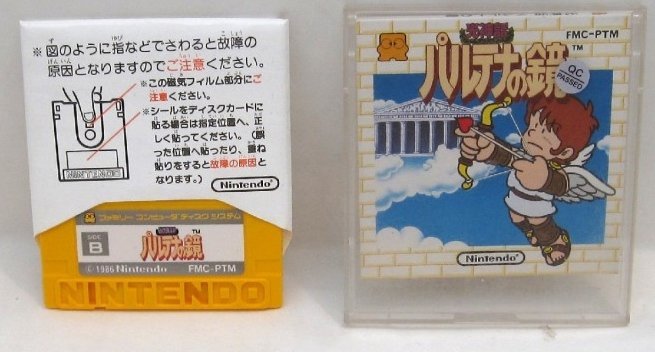 ※図のように指などでさわると故障の
原因となりますのでご注意ください。
※この磁気フィルム部分にご
注意ください。
※シールをディスクカードに
貼る場合は指定位置へ、正
しく貼ってください。(誤
った位置へ貼ったり、重ね
貼りをすると故障の原因と
なります。)
NINTENDO
Nintendo
ファミリー コンピュータ ディスク システム
SIDE
B
パルテナの鏡
TM
© 1986 Nintendo
FMC-PTM
NINTENDO
FMC-PTM
光神話
パルテナの鏡
TM
QC
PASSED
Nintendo